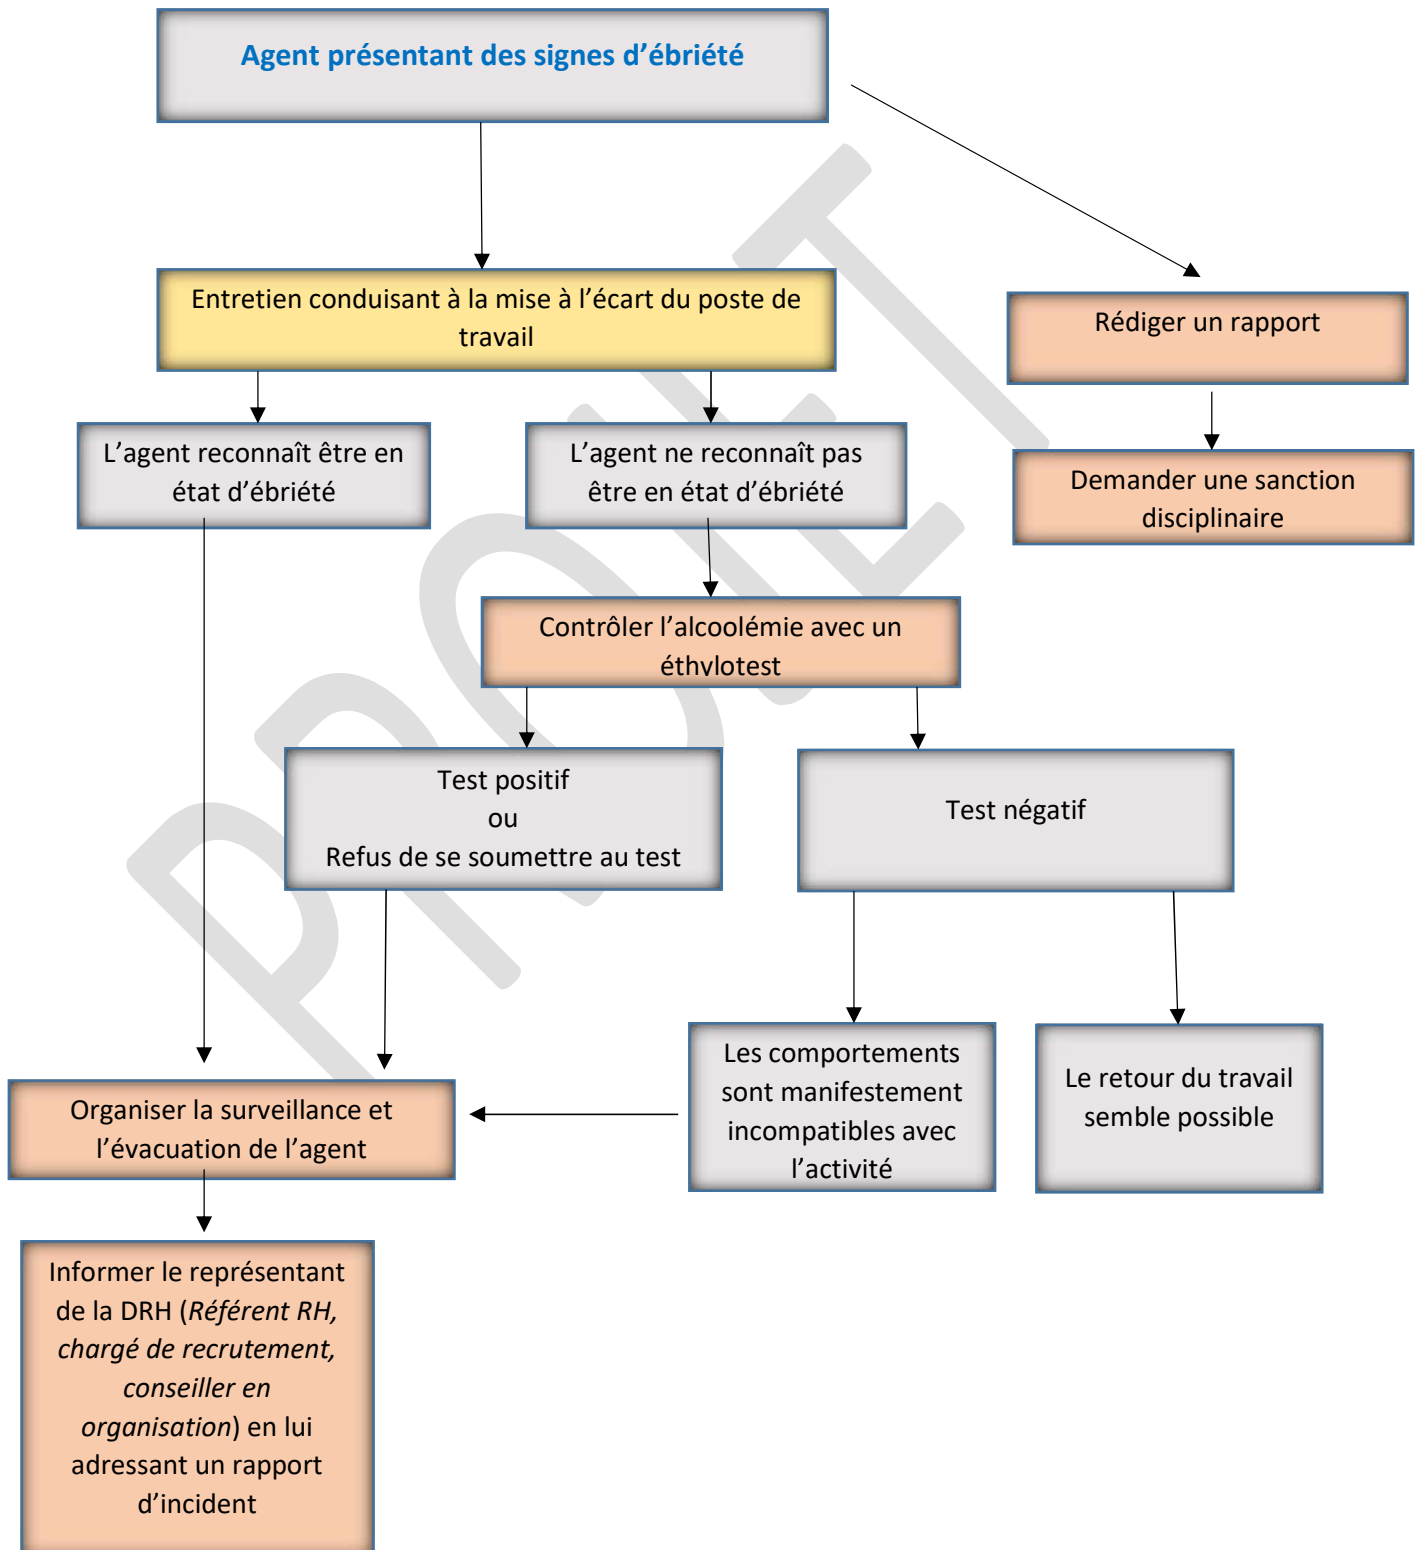 Agent présentant des signes d’ébriété
Entretien conduisant à la mise à l’écart du poste de
travail
Rédiger un rapport
L’agent reconnaît être en
état d’ébriété
L’agent ne reconnaît pas
être en état d’ébriété
Demander une sanction
disciplinaire
Contrôler l’alcoolémie avec un
éthylotest
Test positif
ou
Refus de se soumettre au test
Test négatif
Les comportements
sont manifestement
incompatibles avec
l’activité
Le retour du travail
semble possible
Organiser la surveillance et
l’évacuation de l’agent
Informer le représentant
de la DRH (Référent RH,
chargé de recrutement,
conseiller en
organisation) en lui
adressant un rapport
d’incident
PROJET